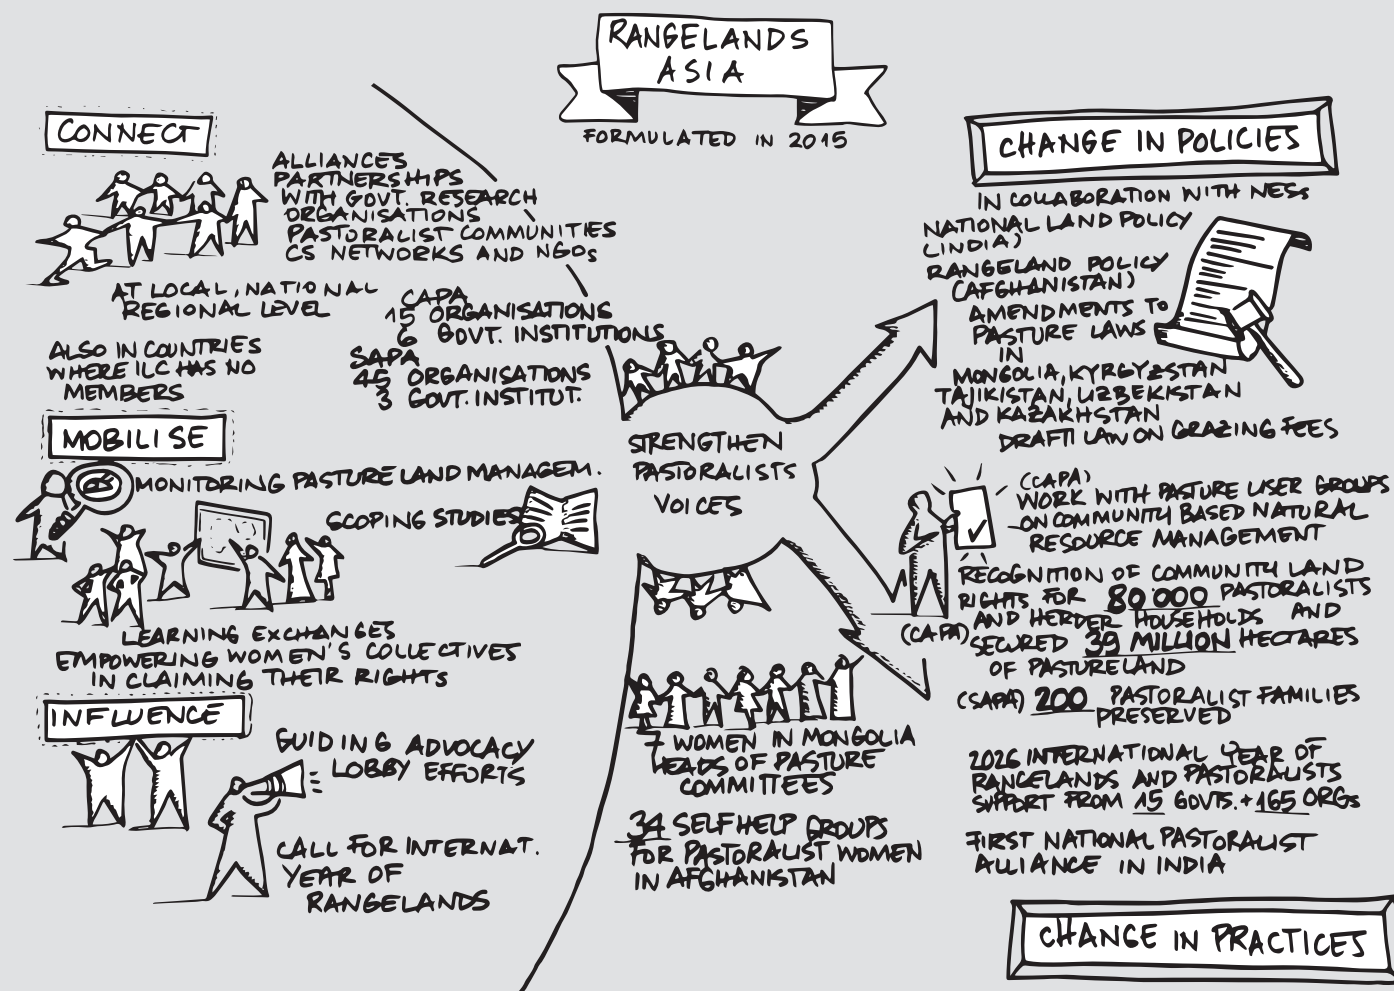 RANGELANDS
ASIA
FORMULATED IN 2015
CONNECT
ALLIANCES
PARTNERSHIPS
WITH GOVT. RESEARCH
ORGANISATIONS
PASTORALIST COMMUNITIES
CS NETWORKS AND NGOs
AT LOCAL, NATIONAL
REGIONAL LEVEL
CAPA
15 ORGANISATIONS
6 GOVT. INSTITUTIONS
SAPA
45 ORGANISATIONS
3 GOVT. INSTITUT.
ALSO IN COUNTRIES
WHERE ILC HAS NO
MEMBERS
MOBILISE
MONITORING PASTURELAND MANAGEM.
SCOPING STUDIES
LEARNING EXCHANGES
EMPOWERING WOMEN'S COLLECTIVES
IN CLAIMING THEIR RIGHTS
INFLUENCE
GUIDING ADVOCACY
LOBBY EFFORTS
CALL FOR INTERNAT.
YEAR OF
RANGELANDS
STRENGTHEN
PASTORALISTS
VOICES
7 WOMEN IN MONGOLIA
HEADS OF PASTURE
COMMITTEES
34 SELFHELP GROUPS
FOR PASTORALIST WOMEN
IN AFGHANISTAN
CHANGE IN POLICIES
IN COLLABORATION WITH NESs
NATIONAL LAND POLICY
(INDIA)
RANGELAND POLICY
(AFGHANISTAN)
AMENDMENTS TO
PASTURE LAWS
IN
MONGOLIA, KYRGYZSTAN
TAJIKISTAN, UZBEKISTAN
AND KAZAKHSTAN
DRAFT LAW ON GRAZING FEES
(CAPA)
WORK WITH PASTURE USER GROUPS
ON COMMUNITY BASED NATURAL
RESOURCE MANAGEMENT
RECOGNITION OF COMMUNITY LAND
RIGHTS FOR 80'000 PASTORALISTS
AND HERDER HOUSEHOLDS AND
(CAPA) SECURED 39 MILLION HECTARES
OF PASTURELAND
(SAPA) 200 PASTORALIST FAMILIES
PRESERVED
2026 INTERNATIONAL YEAR OF
RANGELANDS AND PASTORALISTS
SUPPORT FROM 15 GOVTS. + 165 ORGs
FIRST NATIONAL PASTORALIST
ALLIANCE IN INDIA
CHANGE IN PRACTICES